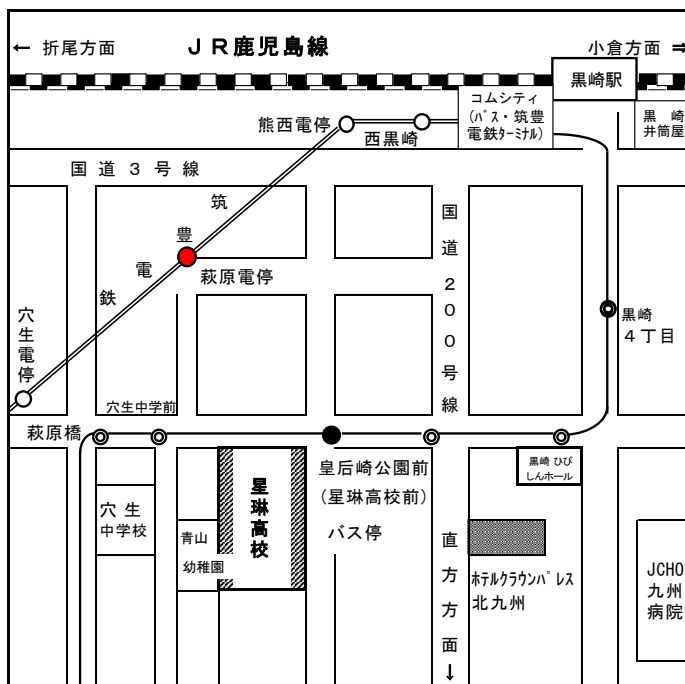 ← 折尾方面
ＪＲ鹿児島線
小倉方面 ⇒
黒崎駅
コムシティ
(ﾊﾞｽ・筑豊
電鉄ﾀｰﾐﾅﾙ)
黒 崎
井筒屋
熊西電停
西黒崎
国道３号線
筑豊電鉄
萩原電停
国道２００号線
黒崎
４丁目
穴生電停
穴生中学前
萩原橋
皇后崎公園前
(星琳高校前)
バス停
黒崎 ひび
しんホール
星琳高校
穴 生
中学校
青山
幼稚園
直方方面↓
ﾎﾃﾙｸﾗｳﾝﾊﾟﾚｽ
北九州
JCHO
九州
病院